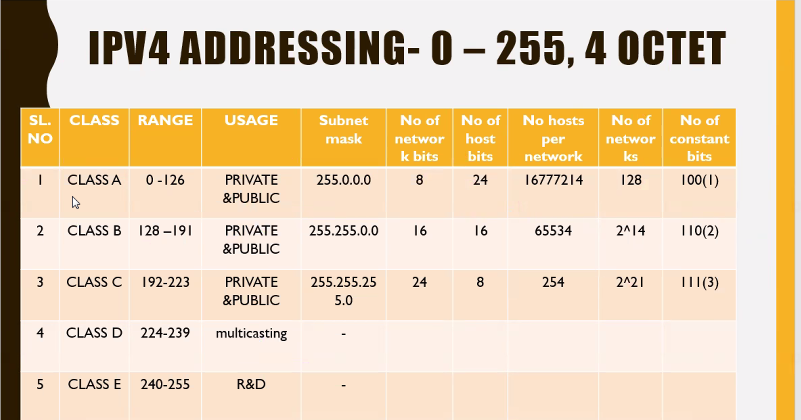 IPV4 ADDRESSING- 0 – 255, 4 OCTET
SL. NO CLASS RANGE USAGE Subnet mask No of networ k bits No of host bits No hosts per network No of networ ks No of constant bits
1 CLASS A 0 -126 PRIVATE &PUBLIC 255.0.0.0 8 24 16777214 128 100(1)
2 CLASS B 128 –191 PRIVATE &PUBLIC 255.255.0.0 16 16 65534 2^14 110(2)
3 CLASS C 192-223 PRIVATE &PUBLIC 255.255.25 5.0 24 8 254 2^21 111(3)
4 CLASS D 224-239 multicasting -
5 CLASS E 240-255 R&D -